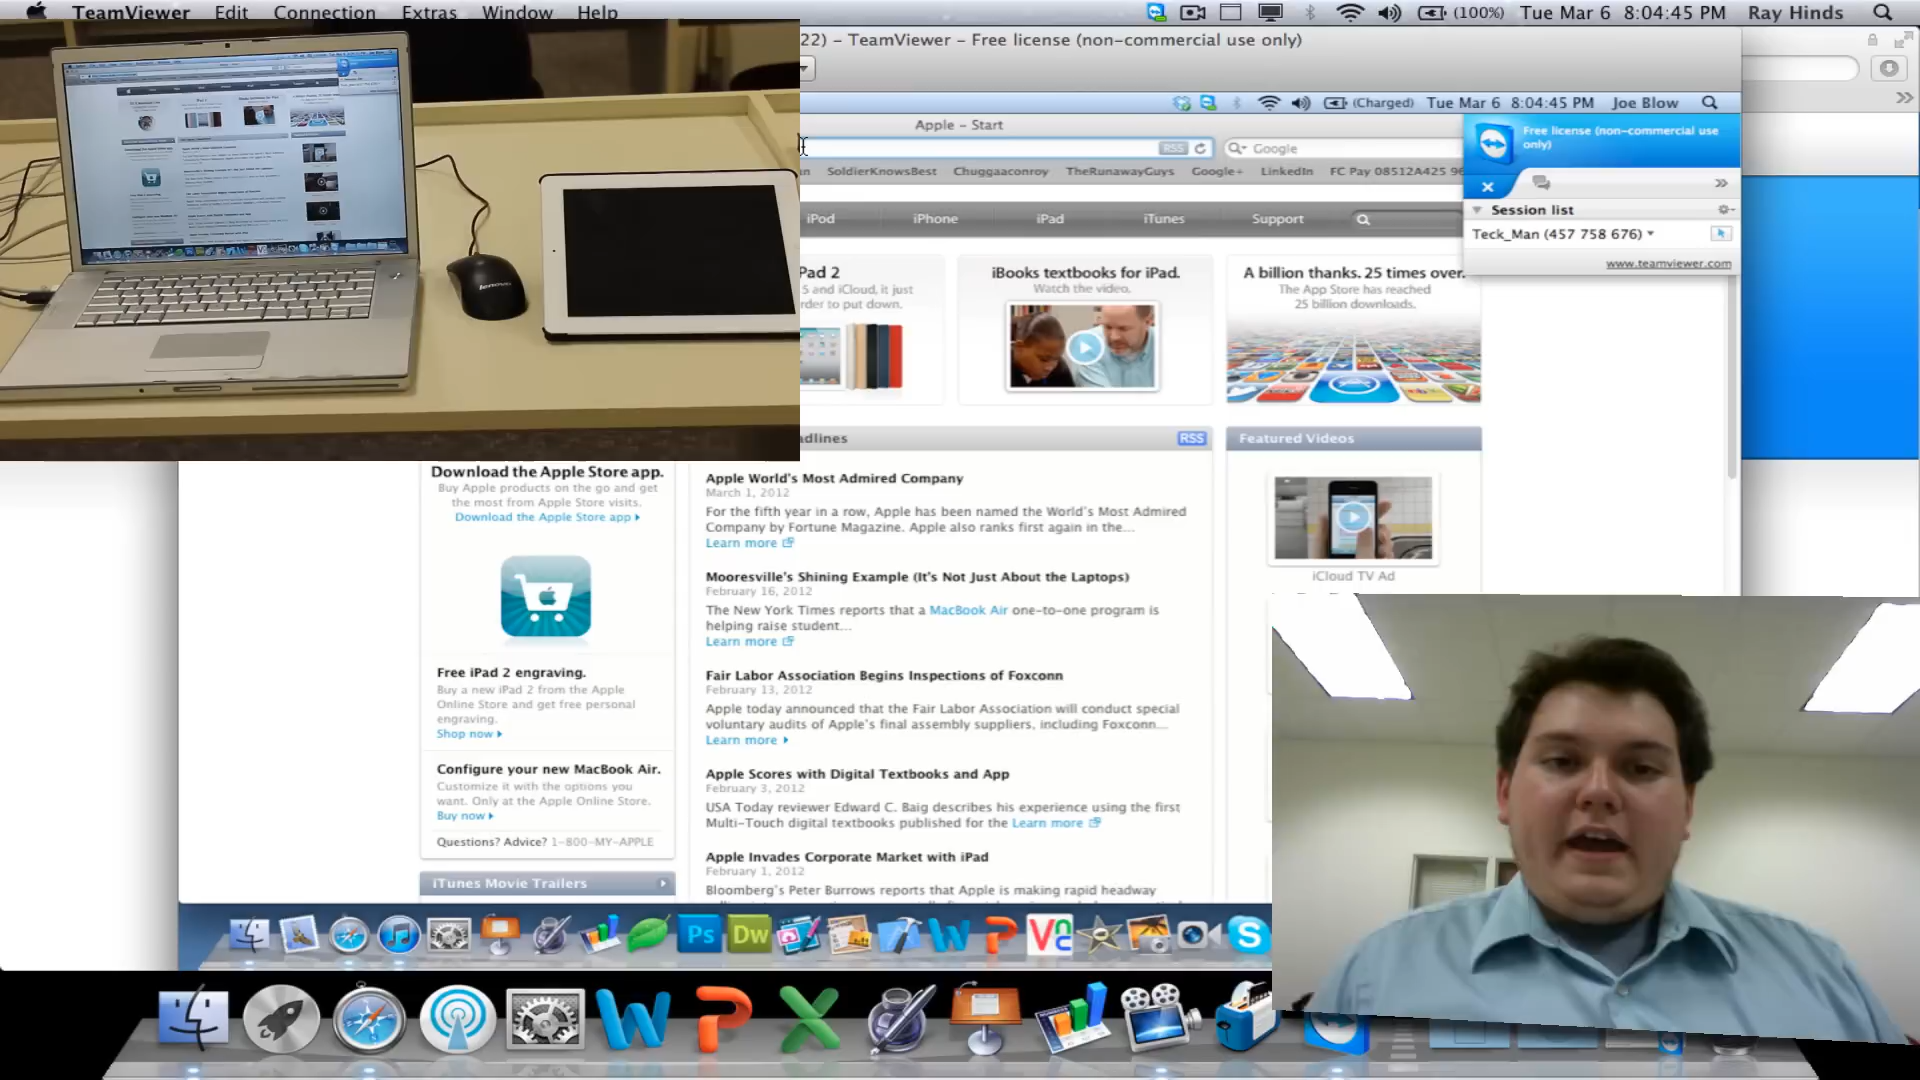 TeamViewer Edit Connection Extras Window Help
(100%) Tue Mar 6 8:04:45 PM Ray Hinds
22) – TeamViewer – Free license (non-commercial use only)
(Charged) Tue Mar 6 8:04:45 PM Joe Blow
Apple – Start
RSS
Google
SoldierKnowsBest Chuggaaconroy TheRunawayGuys Google+ LinkedIn FC Pay 08512A425 96
Free license (non-commercial use
only)
Session list
Teck_Man (457 758 676)
www.teamviewer.com
iPod iPhone iPad iTunes Support
Pad 2
5 and iCloud, it just
rder to put down.
iBooks textbooks for iPad.
Watch the video.
A billion thanks. 25 times over.
The App Store has reached
25 billion downloads.
lenovo
adlines
RSS
Featured Videos
Download the Apple Store app.
Buy Apple products on the go and get
the most from Apple Store visits.
Download the Apple Store app
Free iPad 2 engraving.
Buy a new iPad 2 from the Apple
Online Store and get free personal
engraving.
Shop now
Configure your new MacBook Air.
Customize it with the options you
want. Only at the Apple Online Store.
Buy now
Questions? Advice? 1-800-MY-APPLE
iTunes Movie Trailers
Apple World's Most Admired Company
March 1, 2012
For the fifth year in a row, Apple has been named the World's Most Admired
Company by Fortune Magazine. Apple also ranks first again in the...
Learn more
Mooresville's Shining Example (It's Not Just About the Laptops)
February 16, 2012
The New York Times reports that a MacBook Air one-to-one program is
helping raise student...
Learn more
Fair Labor Association Begins Inspections of Foxconn
February 13, 2012
Apple today announced that the Fair Labor Association will conduct special
voluntary audits of Apple's final assembly suppliers, including Foxconn...
Learn more
Apple Scores with Digital Textbooks and App
February 3, 2012
USA Today reviewer Edward C. Baig describes his experience using the first
Multi-Touch digital textbooks published for the Learn more
Apple Invades Corporate Market with iPad
February 1, 2012
Bloomberg's Peter Burrows reports that Apple is making rapid headway
iCloud TV Ad
Ps Dw W P VNC S
W P X